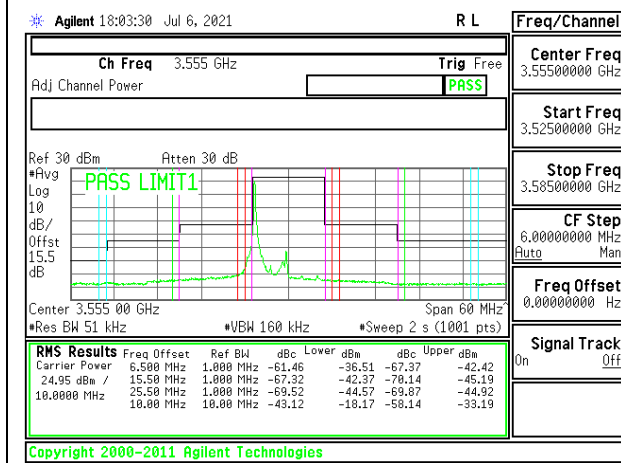 Agilent 18:03:30 Jul 6, 2021 R L
Ch Freq 3.555 GHz Trig Free
Adj Channel Power PASS
Ref 30 dBm Atten 30 dB
#Avg
Log
10
dB/
Offst
15.5
dB
PASS LIMIT1
Center 3.555 00 GHz Span 60 MHz^
#Res BW 51 kHz #VBW 160 kHz #Sweep 2 s (1001 pts)
RMS Results Freq Offset Ref BW dBc Lower dBm dBc Upper dBm
Carrier Power 6.500 MHz 1.000 MHz -61.46 -36.51 -67.37 -42.42
24.95 dBm / 15.50 MHz 1.000 MHz -67.32 -42.37 -70.14 -45.19
10.0000 MHz 25.50 MHz 1.000 MHz -69.52 -44.57 -69.87 -44.92
10.00 MHz 10.00 MHz -43.12 -18.17 -58.14 -33.19
Copyright 2000-2011 Agilent Technologies
Freq/Channel
Center Freq
3.55500000 GHz
Start Freq
3.52500000 GHz
Stop Freq
3.58500000 GHz
CF Step
6.00000000 MHz
Auto Man
Freq Offset
0.00000000 Hz
Signal Track
On Off